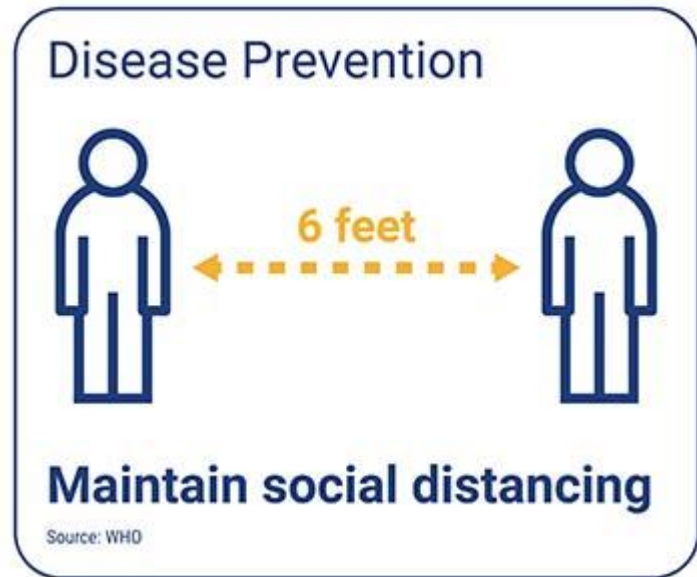 Disease Prevention
6 feet
Maintain social distancing
Source: WHO